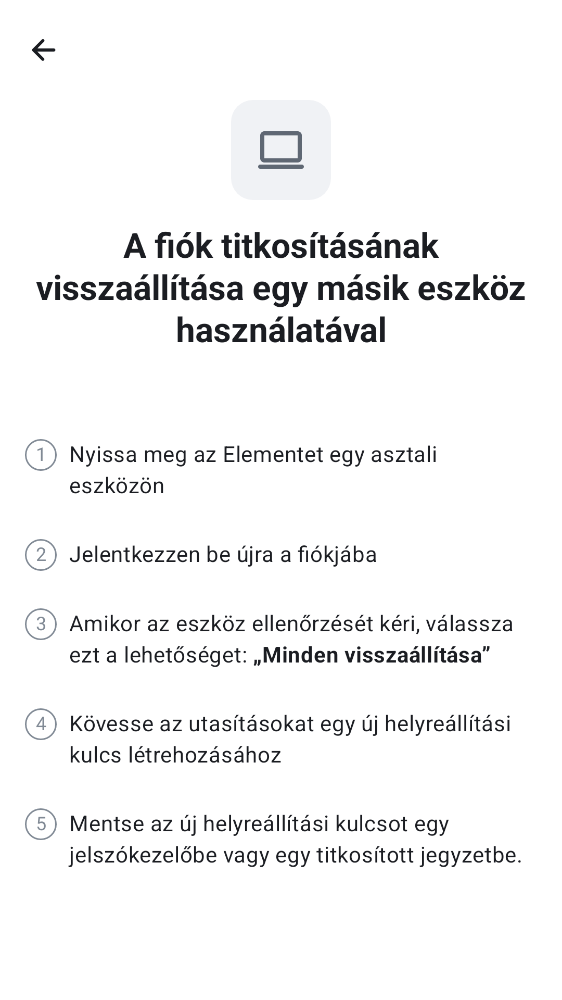 A fiók titkosításának
visszaállítása egy másik eszköz
használatával
1 Nyissa meg az Elementet egy asztali
eszközön
2 Jelentkezzen be újra a fiókjába
3 Amikor az eszköz ellenőrzését kéri, válassza
ezt a lehetőséget: „Minden visszaállítása”
4 Kövesse az utasításokat egy új helyreállítási
kulcs létrehozásához
5 Mentse az új helyreállítási kulcsot egy
jelszókezelőbe vagy egy titkosított jegyzetbe.